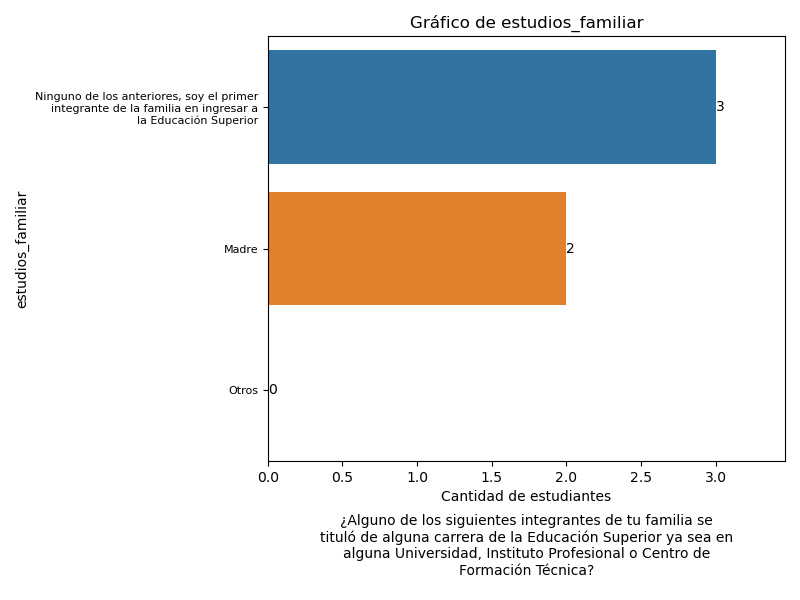 Gráfico de estudios_familiar
Ninguno de los anteriores, soy el primer
integrante de la familia en ingresar a
la Educación Superior
3
Madre
2
Otros
0
estudios_familiar
0.0 0.5 1.0 1.5 2.0 2.5 3.0
Cantidad de estudiantes
¿Alguno de los siguientes integrantes de tu familia se
tituló de alguna carrera de la Educación Superior ya sea en
alguna Universidad, Instituto Profesional o Centro de
Formación Técnica?